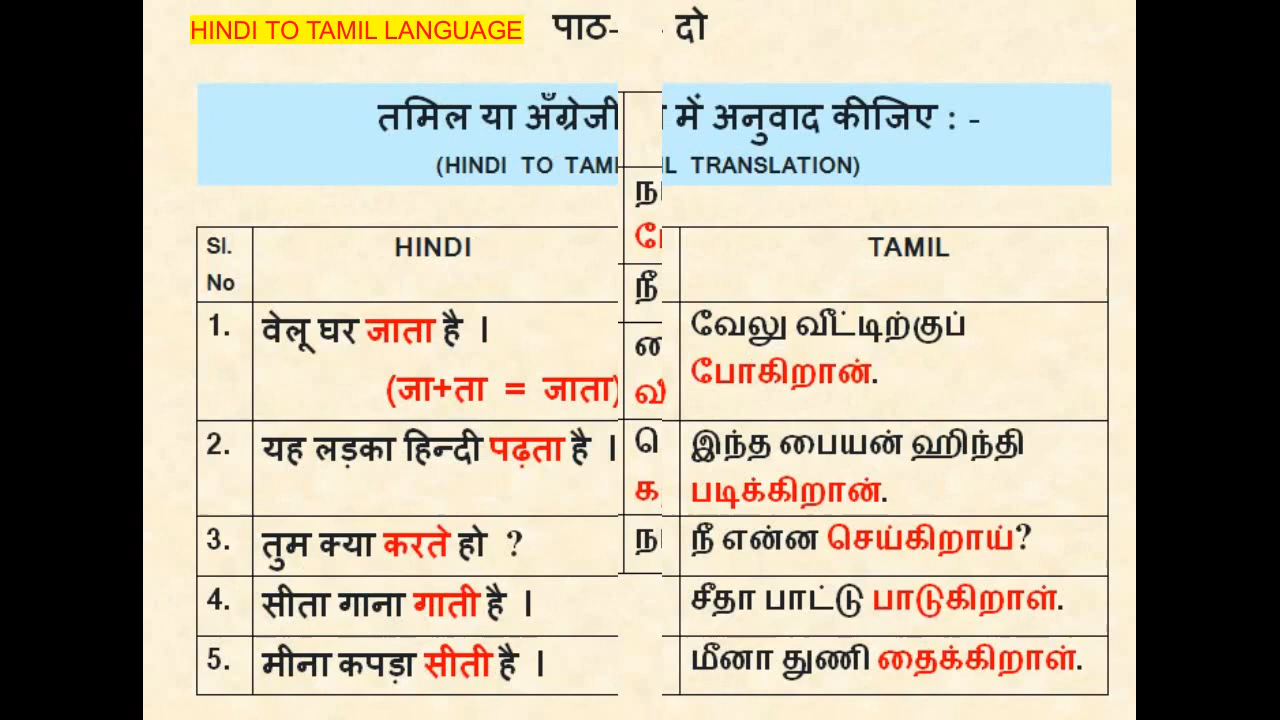 HINDI TO TAMIL LANGUAGE
पाठ- दो
तमिल या अँग्रेजी में अनुवाद कीजिए : -
(HINDI TO TAMIL TRANSLATION)
Sl. No HINDI TAMIL
1. वेलू घर जाता है । வேலு வீட்டிற்குப்
(जा+ता = जाता) போகிறான்.
2. यह लड़का हिन्दी पढ़ता है । இந்த பையன் ஹிந்தி
படிக்கிறான்.
3. तुम क्या करते हो ? நீ என்ன செய்கிறாய்?
4. सीता गाना गाती है । சீதா பாட்டு பாடுகிறாள்.
5. मीना कपड़ा सीती है । மீனா துணி தைக்கிறாள்.
நீ